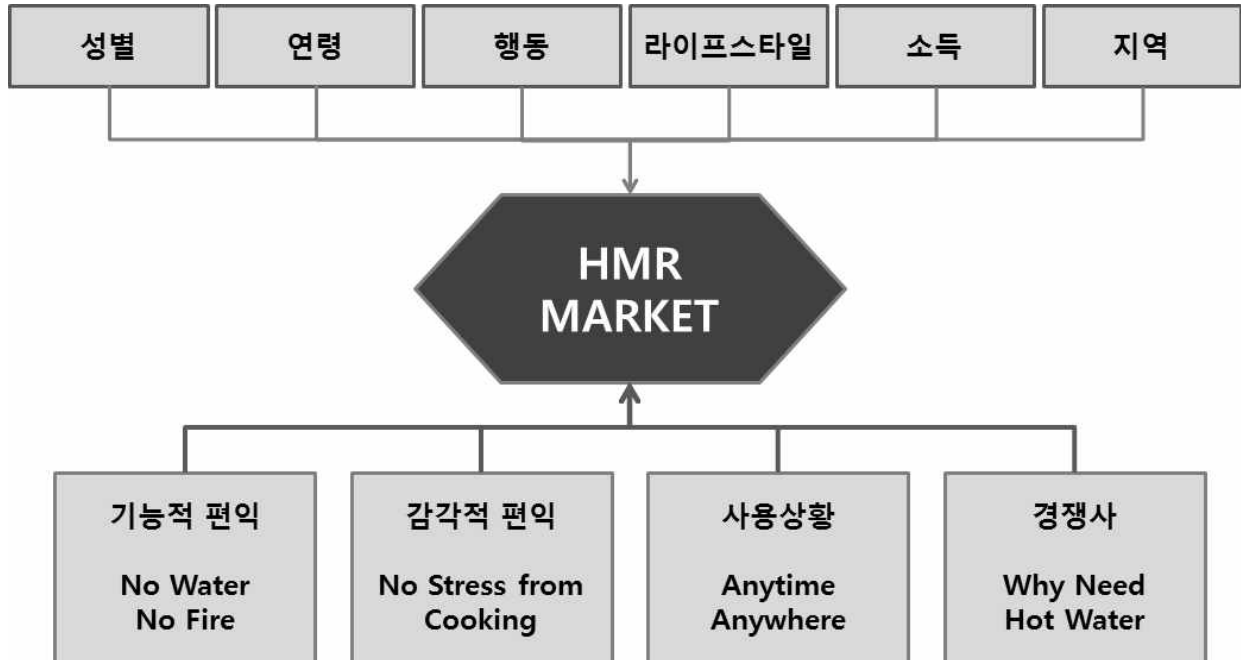 성별
연령
행동
라이프스타일
소득
지역
HMR
MARKET
기능적 편익
No Water
No Fire
감각적 편익
No Stress from
Cooking
사용상황
Anytime
Anywhere
경쟁사
Why Need
Hot Water